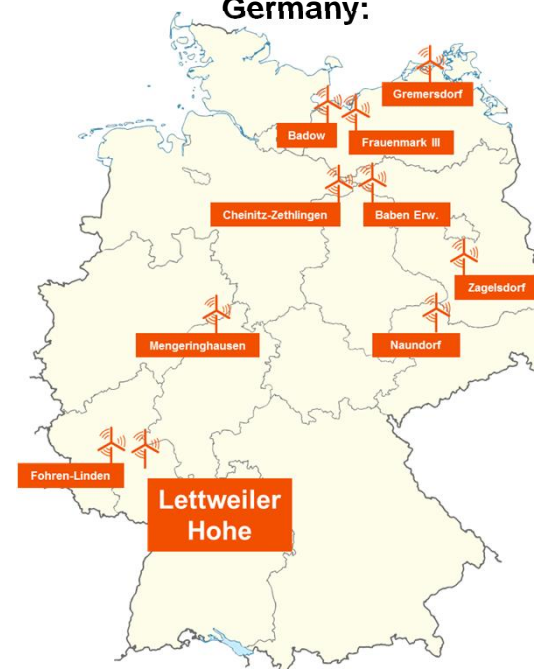 Germany:
Gremersdorf
Badow
Frauenmark III
Cheinitz-Zethlingen
Baben Erw.
Zagelsdorf
Mengeringhausen
Naundorf
Fohren-Linden
Lettweiler
Hohe